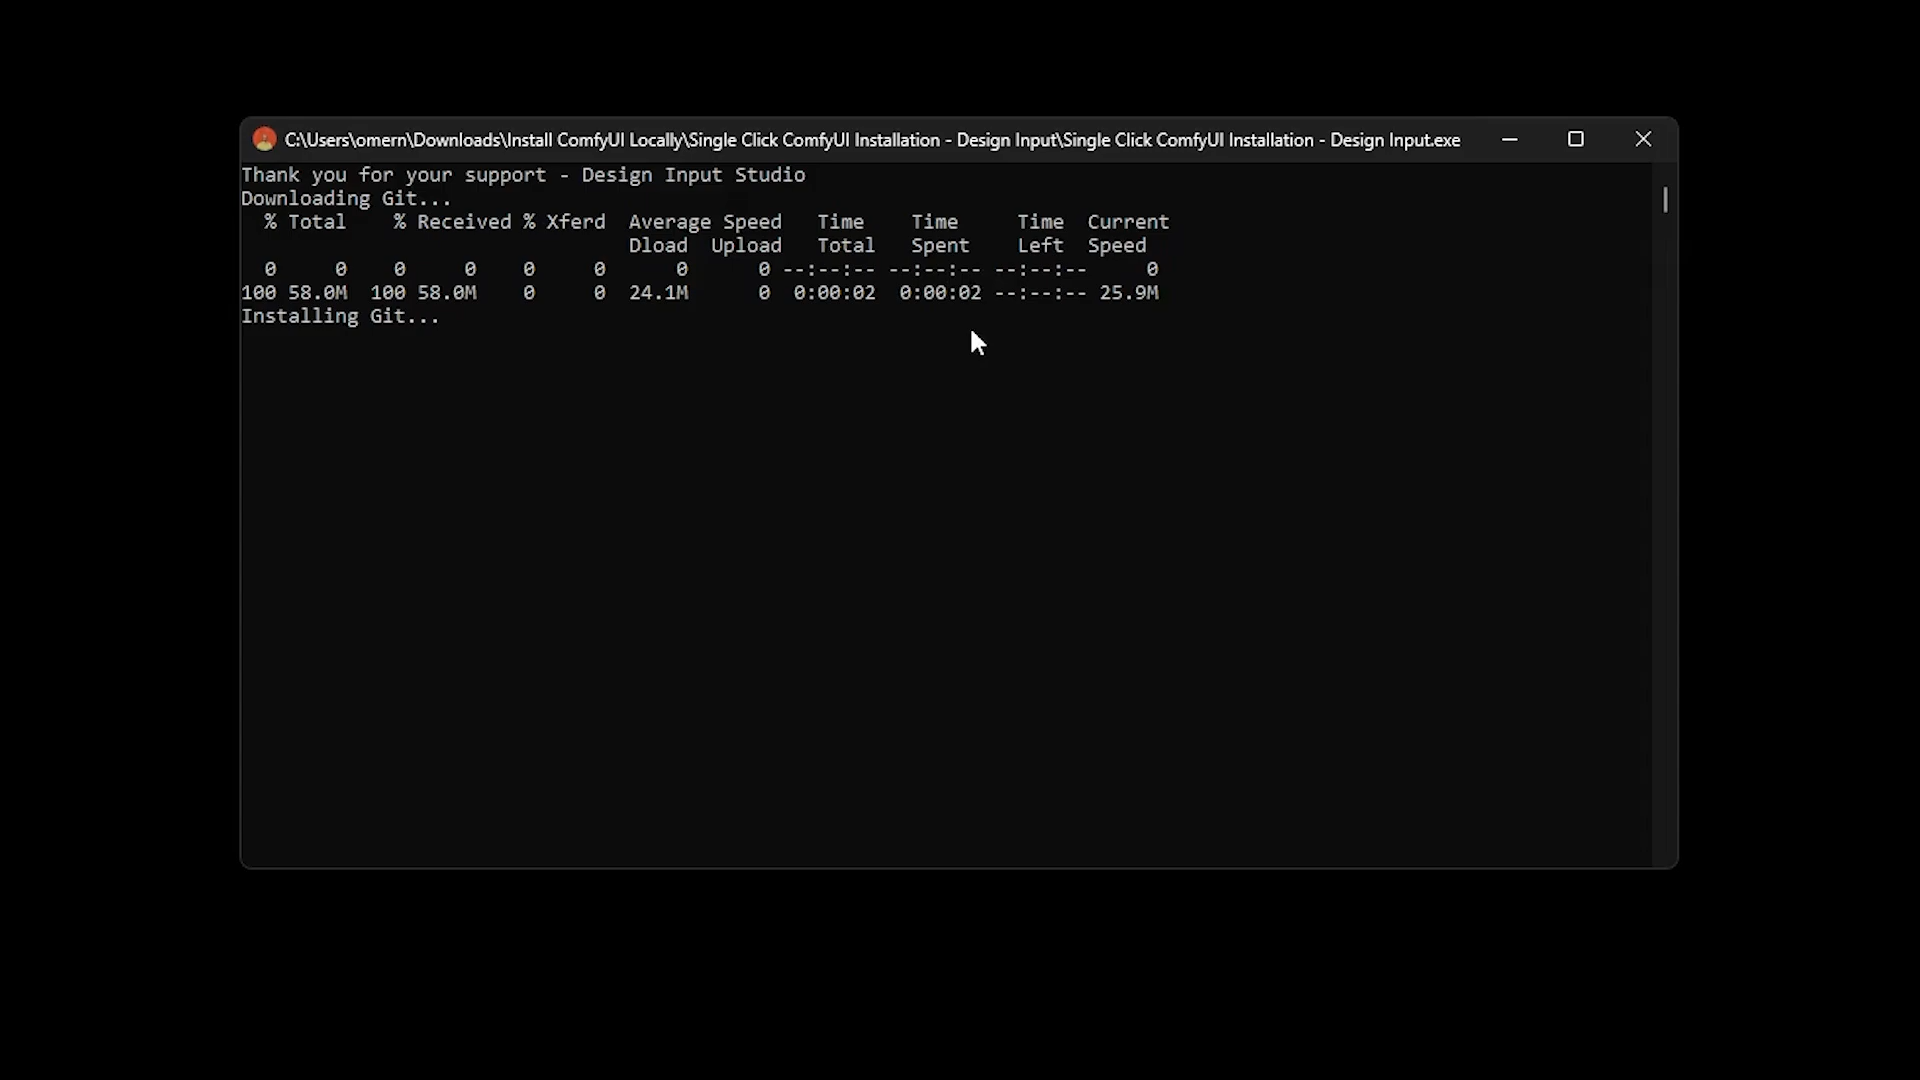 C:\Users\omern\Downloads\Install ComfyUI Locally\Single Click ComfyUI Installation - Design Input\Single Click ComfyUI Installation - Design Input.exe
Thank you for your support - Design Input Studio
Downloading Git...
  % Total    % Received % Xferd  Average Speed   Time    Time     Time  Current
                                 Dload  Upload   Total   Spent    Left  Speed
  0     0    0     0    0     0      0      0 --:--:-- --:--:-- --:--:--     0
100 58.0M  100 58.0M    0     0  24.1M      0  0:00:02  0:00:02 --:--:-- 25.9M
Installing Git...